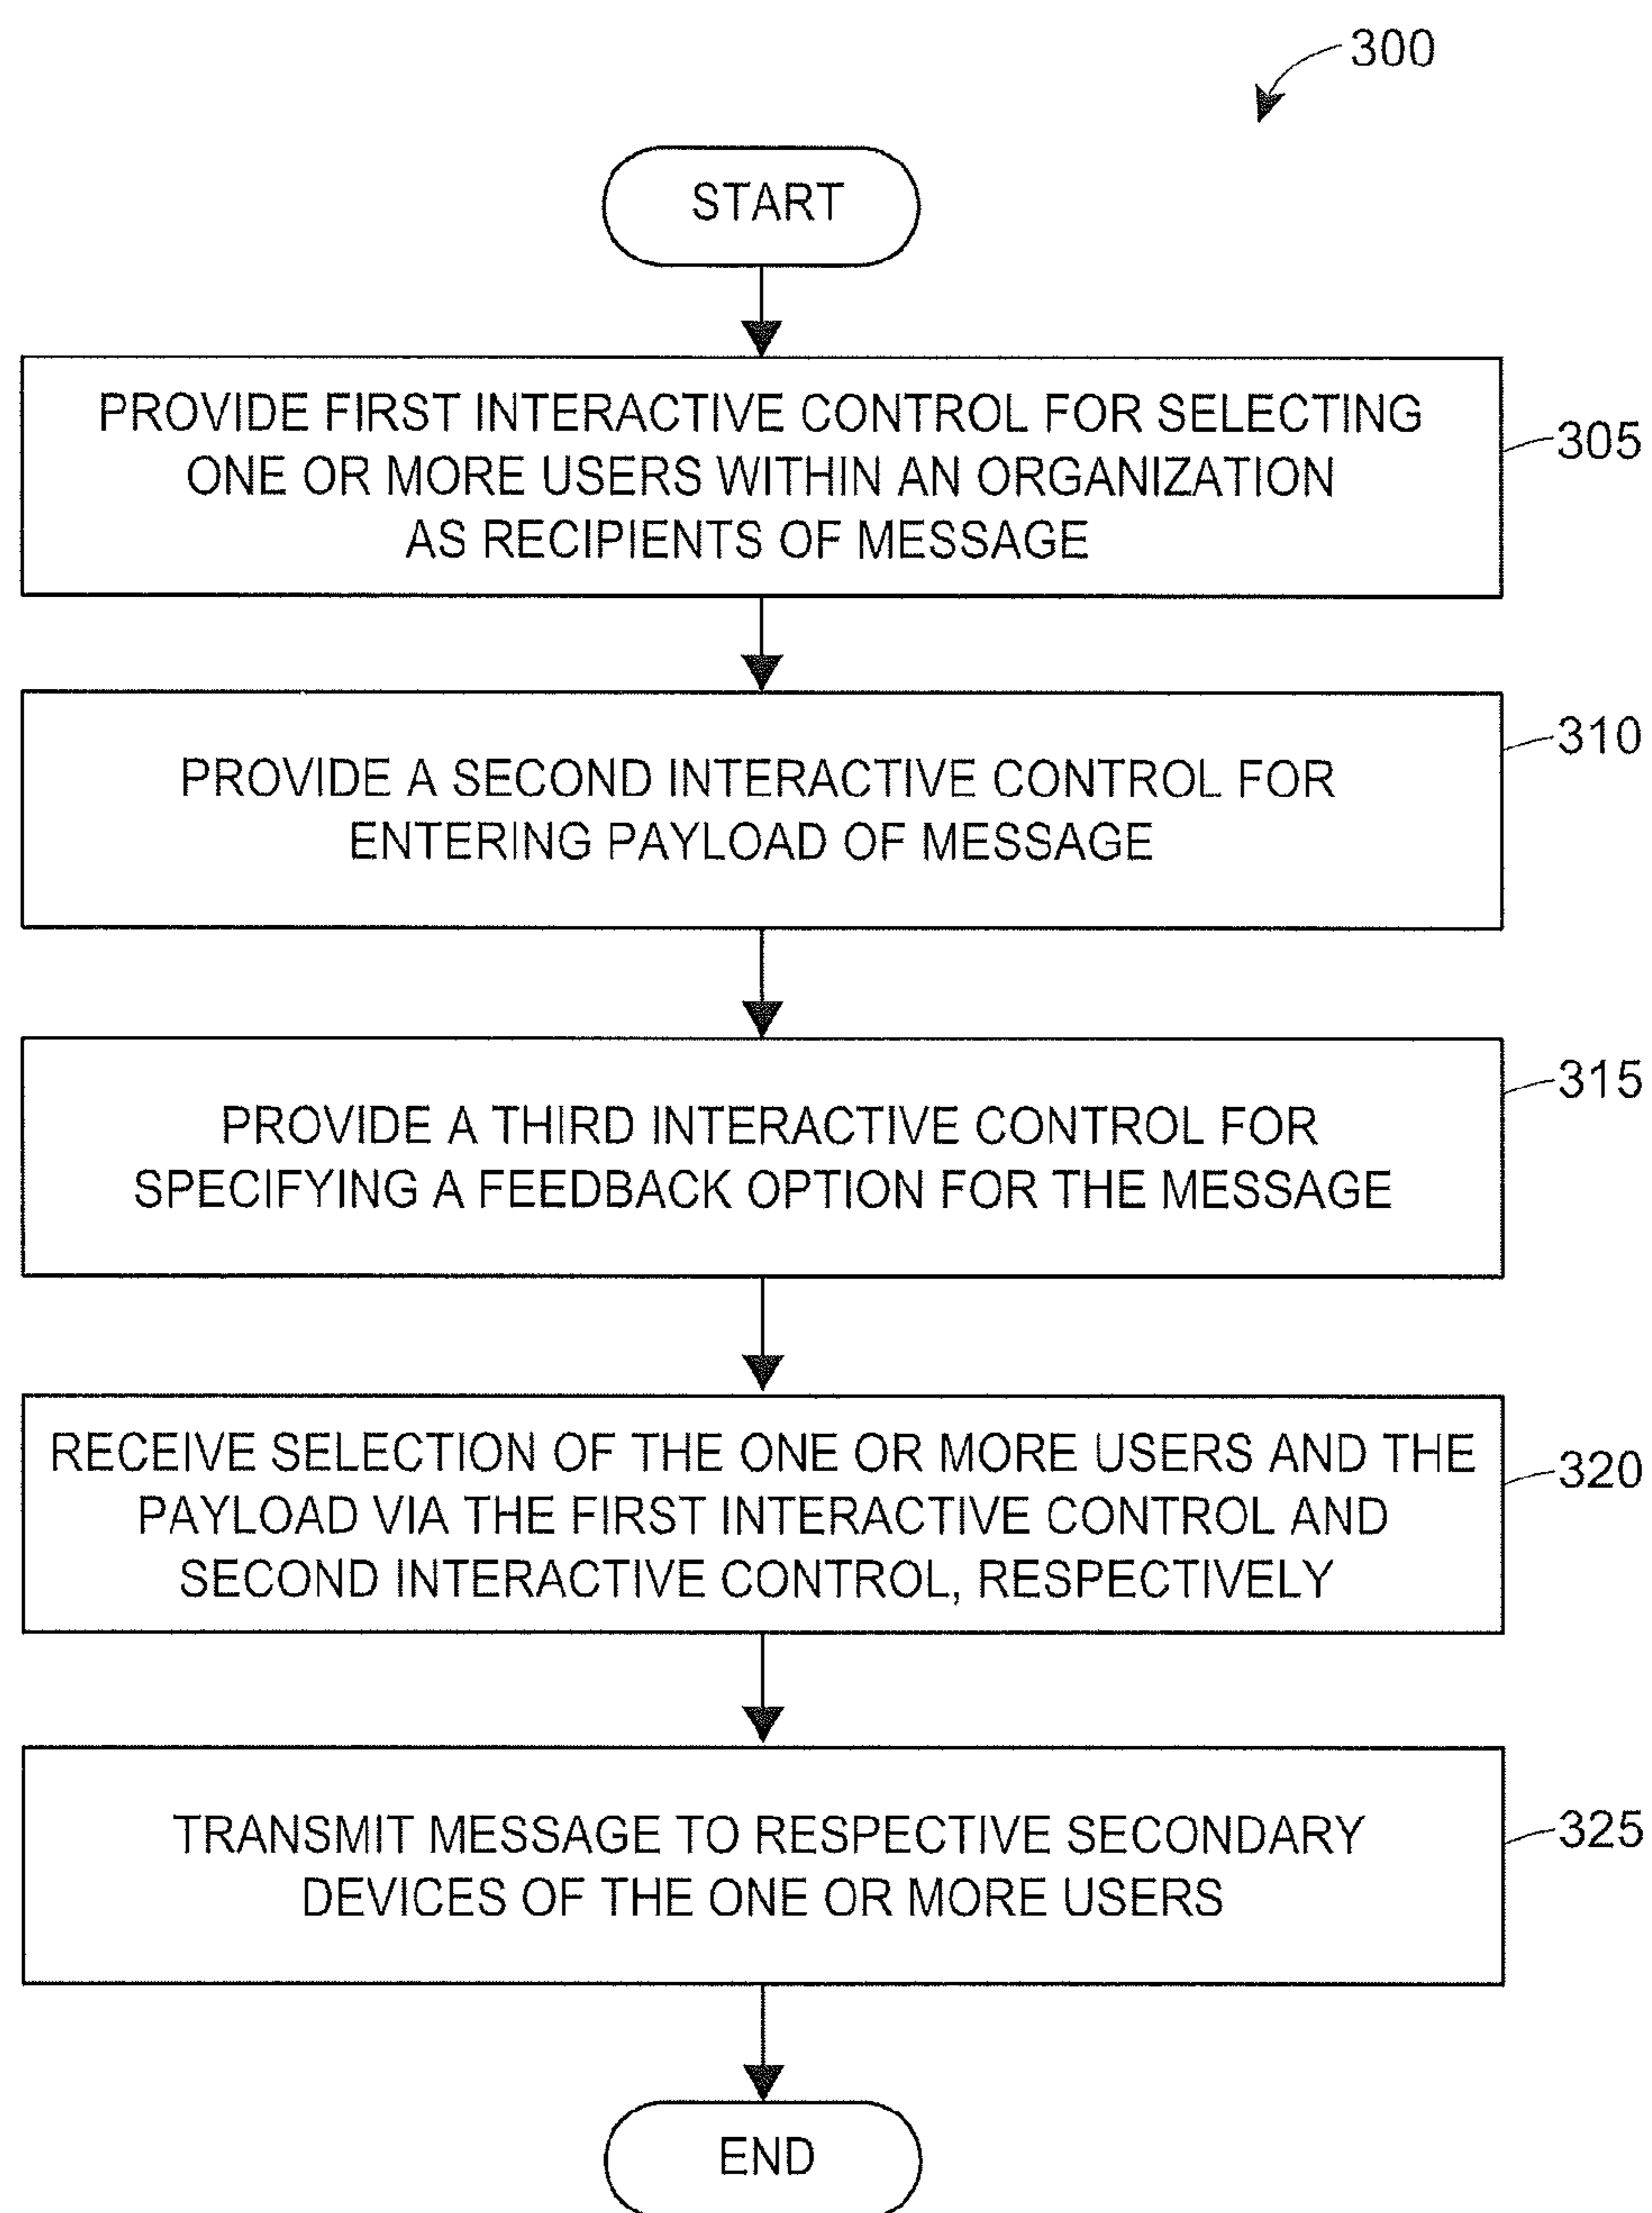 300
START
PROVIDE FIRST INTERACTIVE CONTROL FOR SELECTING
ONE OR MORE USERS WITHIN AN ORGANIZATION
AS RECIPIENTS OF MESSAGE
305
PROVIDE A SECOND INTERACTIVE CONTROL FOR
ENTERING PAYLOAD OF MESSAGE
310
PROVIDE A THIRD INTERACTIVE CONTROL FOR
SPECIFYING A FEEDBACK OPTION FOR THE MESSAGE
315
RECEIVE SELECTION OF THE ONE OR MORE USERS AND THE
PAYLOAD VIA THE FIRST INTERACTIVE CONTROL AND
SECOND INTERACTIVE CONTROL, RESPECTIVELY
320
TRANSMIT MESSAGE TO RESPECTIVE SECONDARY
DEVICES OF THE ONE OR MORE USERS
325
END